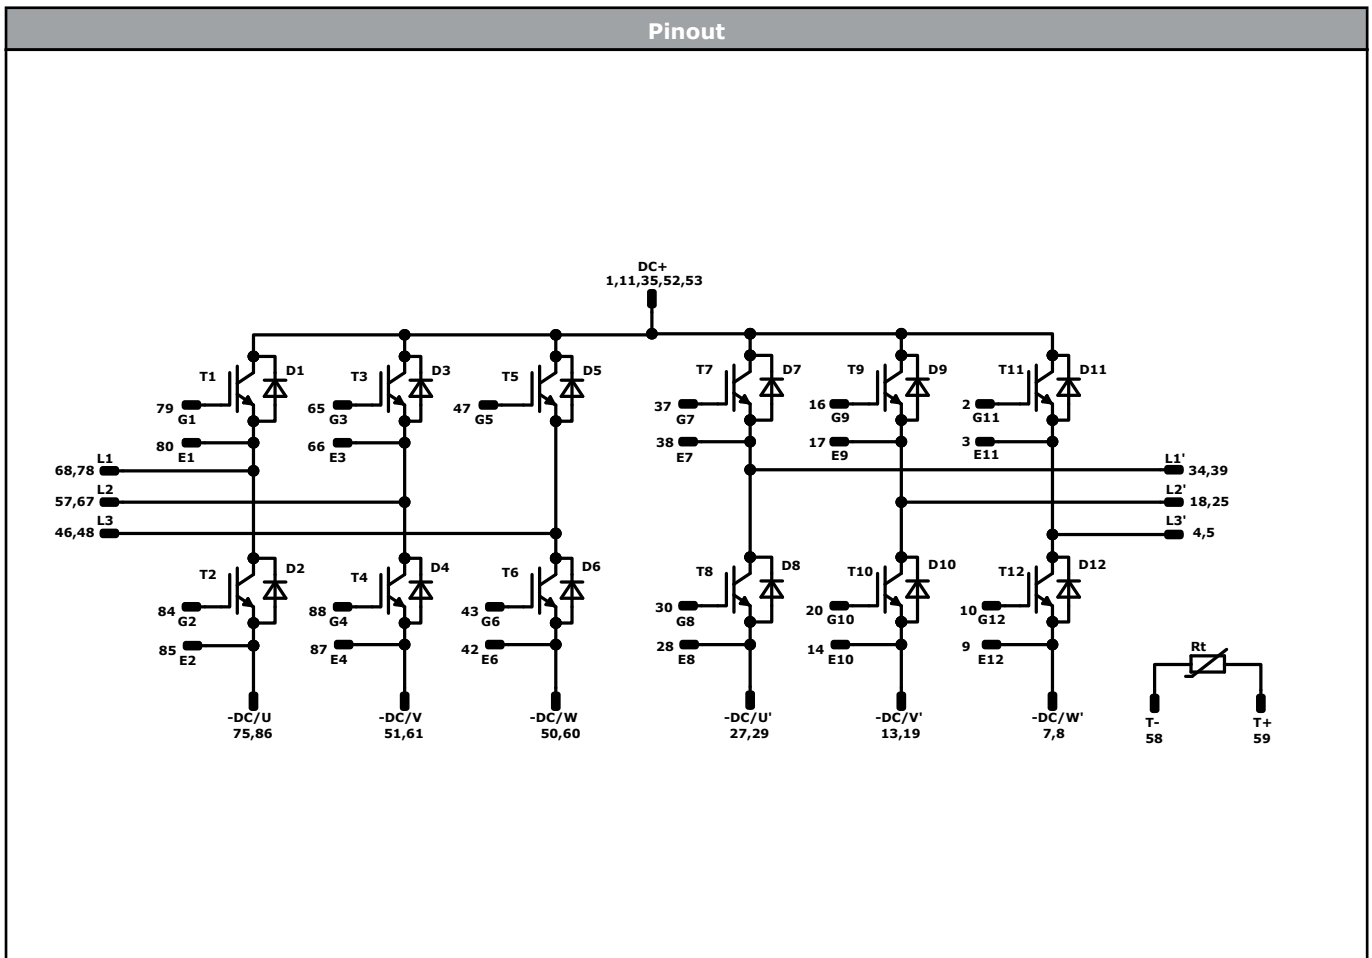 Pinout
DC+
1,11,35,52,53
T1
D1
T3
D3
T5
D5
T7
D7
T9
D9
T11
D11
79
G1
65
G3
47
G5
37
G7
16
G9
2
G11
80
E1
66
E3
38
E7
17
E9
3
E11
L1
68,78
L2
57,67
L3
46,48
L1'
34,39
L2'
18,25
L3'
4,5
T2
D2
T4
D4
T6
D6
T8
D8
T10
D10
T12
D12
84
G2
88
G4
43
G6
30
G8
20
G10
10
G12
85
E2
87
E4
42
E6
28
E8
14
E10
9
E12
Rt
-DC/U
75,86
-DC/V
51,61
-DC/W
50,60
-DC/U'
27,29
-DC/V'
13,19
-DC/W'
7,8
T-
58
T+
59